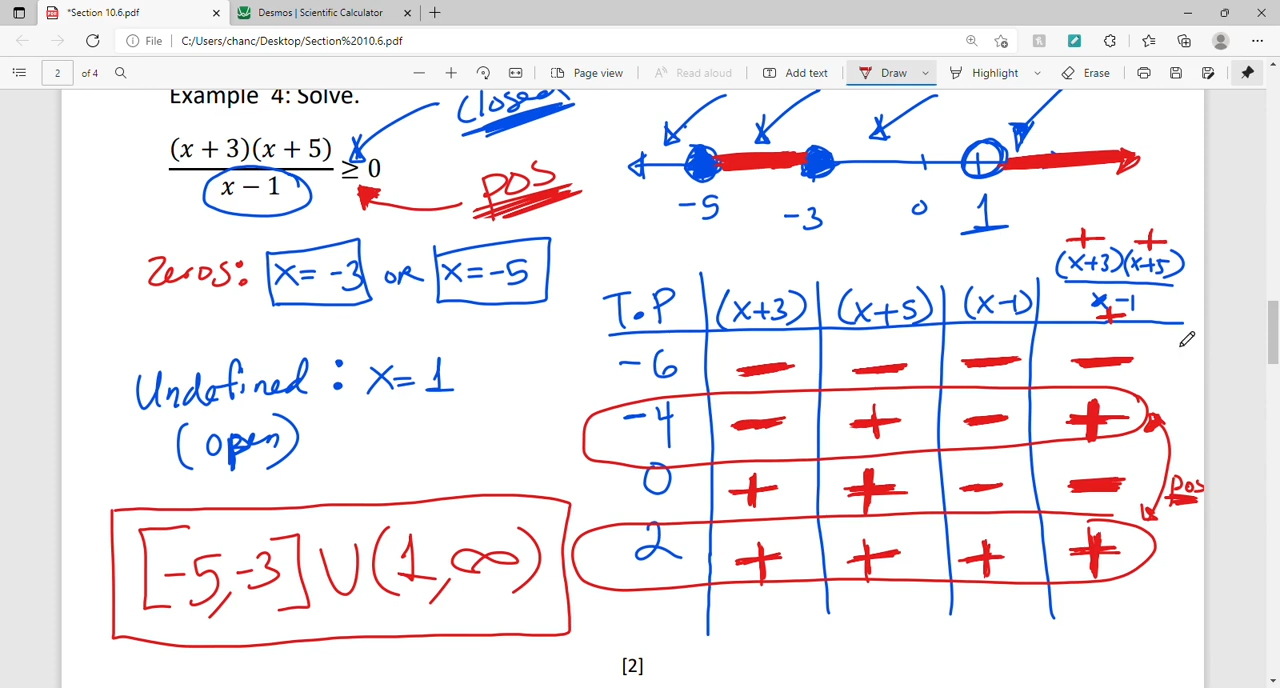 *Section 10.6.pdf
Desmos | Scientific Calculator
File
C:/Users/chanc/Desktop/Section%2010.6.pdf
2
of 4
Page view
Read aloud
Add text
Draw
Highlight
Erase
Example 4: Solve.
closed
(x + 3)(x + 5)
x − 1
≥ 0
POS
-5
-3
0
1
Zeros: x = -3 OR x = -5
Undefined: x = 1
(open)
[-5,-3] ∪ (1, ∞)
+ +
(x+3)(x+5)
x-1
+
T.P (x+3) (x+5) (x-1)
-6 − − − −
-4 − + − +
0 + + − −
2 + + + +
Pos
[2]